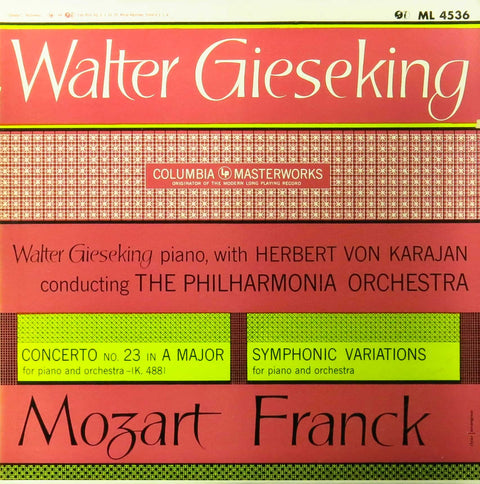 ML 4536
Walter Gieseking
COLUMBIA LP MASTERWORKS
ORIGINATOR OF THE MODERN LONG PLAYING RECORD
Walter Gieseking piano, with HERBERT VON KARAJAN
conducting THE PHILHARMONIA ORCHESTRA
CONCERTO NO. 23 IN A MAJOR
for piano and orchestra–(K. 488)
SYMPHONIC VARIATIONS
for piano and orchestra
Mozart Franck